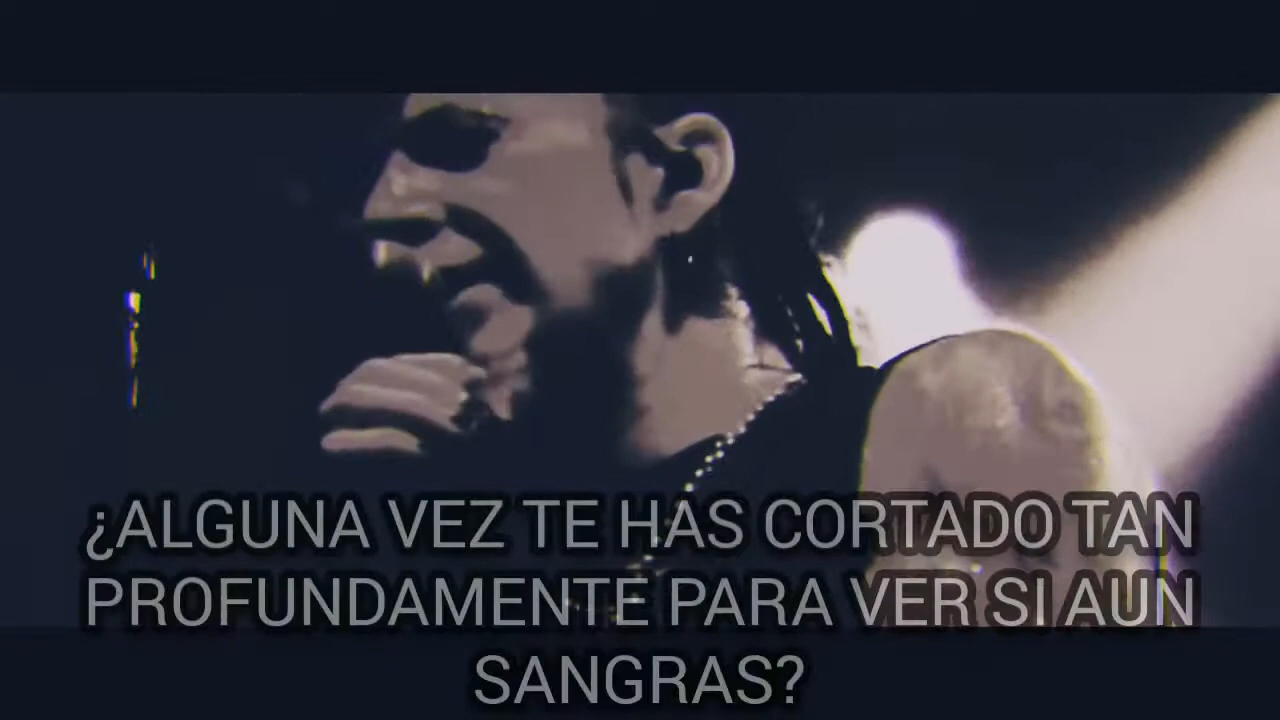 ¿ALGUNA VEZ TE HAS CORTADO TAN
PROFUNDAMENTE PARA VER SI AUN
SANGRAS?